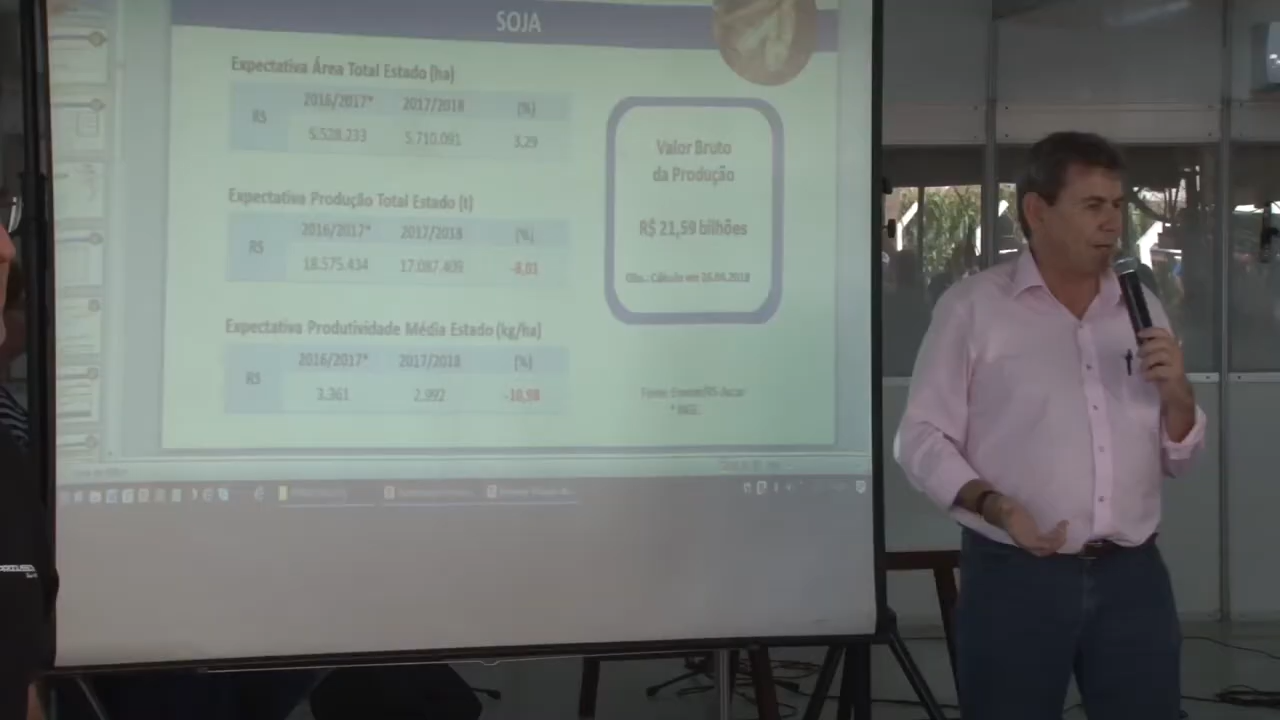 SOJA
Expectativa Área Total Estado (ha)
RS
2016/2017* 2017/2018 (%)
5.528.233 5.710.091 3,29
Expectativa Produção Total Estado (t)
RS
2016/2017* 2017/2018 (%)
18.575.434 17.087.409 -8,01
Expectativa Produtividade Média Estado (kg/ha)
RS
2016/2017* 2017/2018 (%)
3.361 2.992 -10,98
Valor Bruto
da Produção
R$ 21,59 bilhões
Obs.: Cálculo em